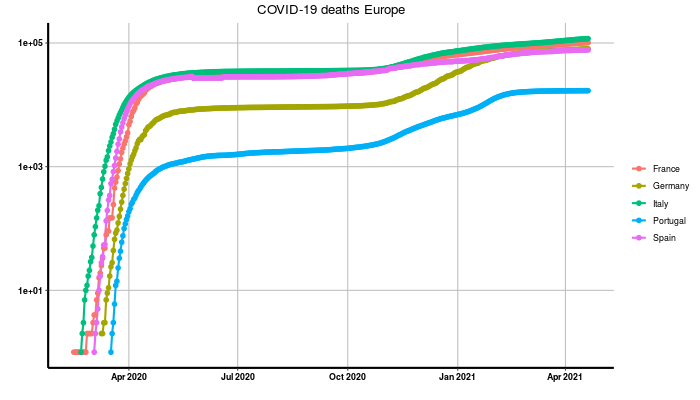 COVID-19 deaths Europe
1e+05
1e+03
1e+01
Apr 2020 Jul 2020 Oct 2020 Jan 2021 Apr 2021
France
Germany
Italy
Portugal
Spain